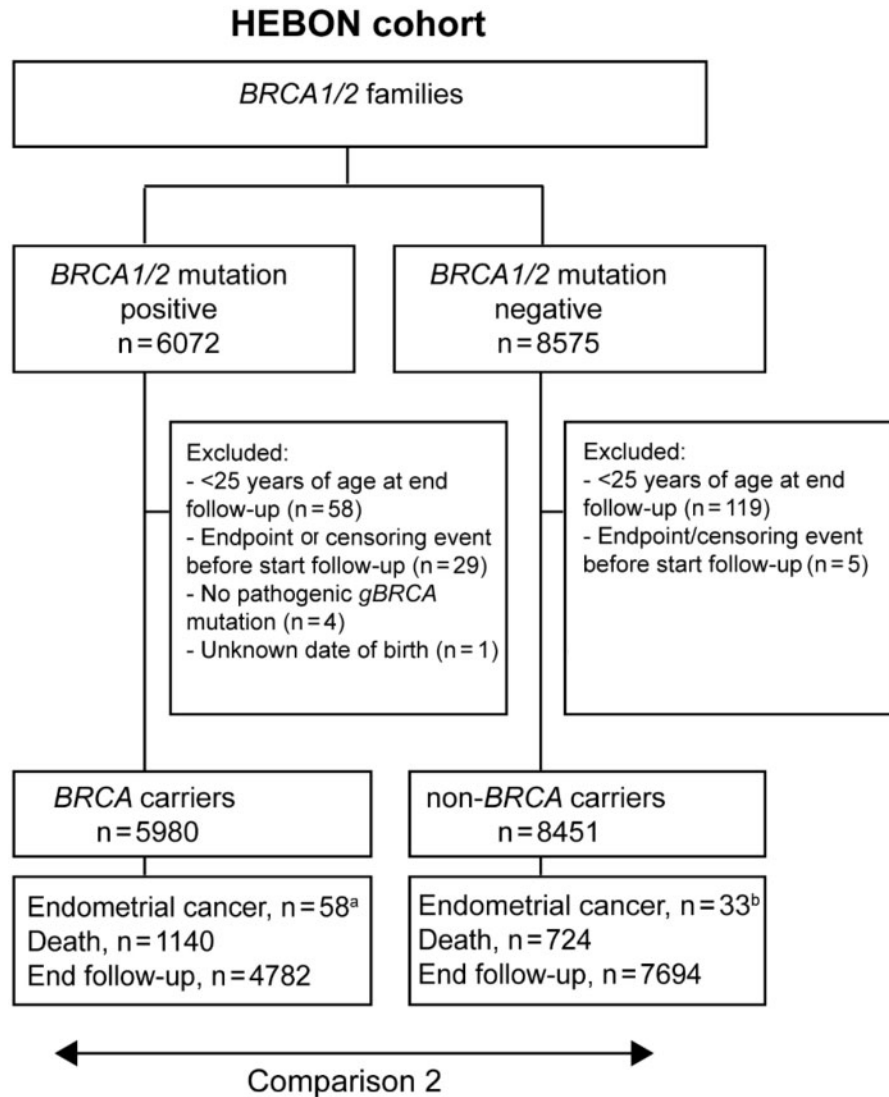 HEBON cohort
BRCA1/2 families
BRCA1/2 mutation
positive
n=6072
BRCA1/2 mutation
negative
n=8575
Excluded:
- <25 years of age at end
follow-up (n=58)
- Endpoint or censoring event
before start follow-up (n=29)
- No pathogenic gBRCA
mutation (n=4)
- Unknown date of birth (n=1)
Excluded:
- <25 years of age at end
follow-up (n=119)
- Endpoint/censoring event
before start follow-up (n=5)
BRCA carriers
n=5980
non-BRCA carriers
n=8451
Endometrial cancer, n=58ᵃ
Death, n=1140
End follow-up, n=4782
Endometrial cancer, n=33ᵇ
Death, n=724
End follow-up, n=7694
Comparison 2